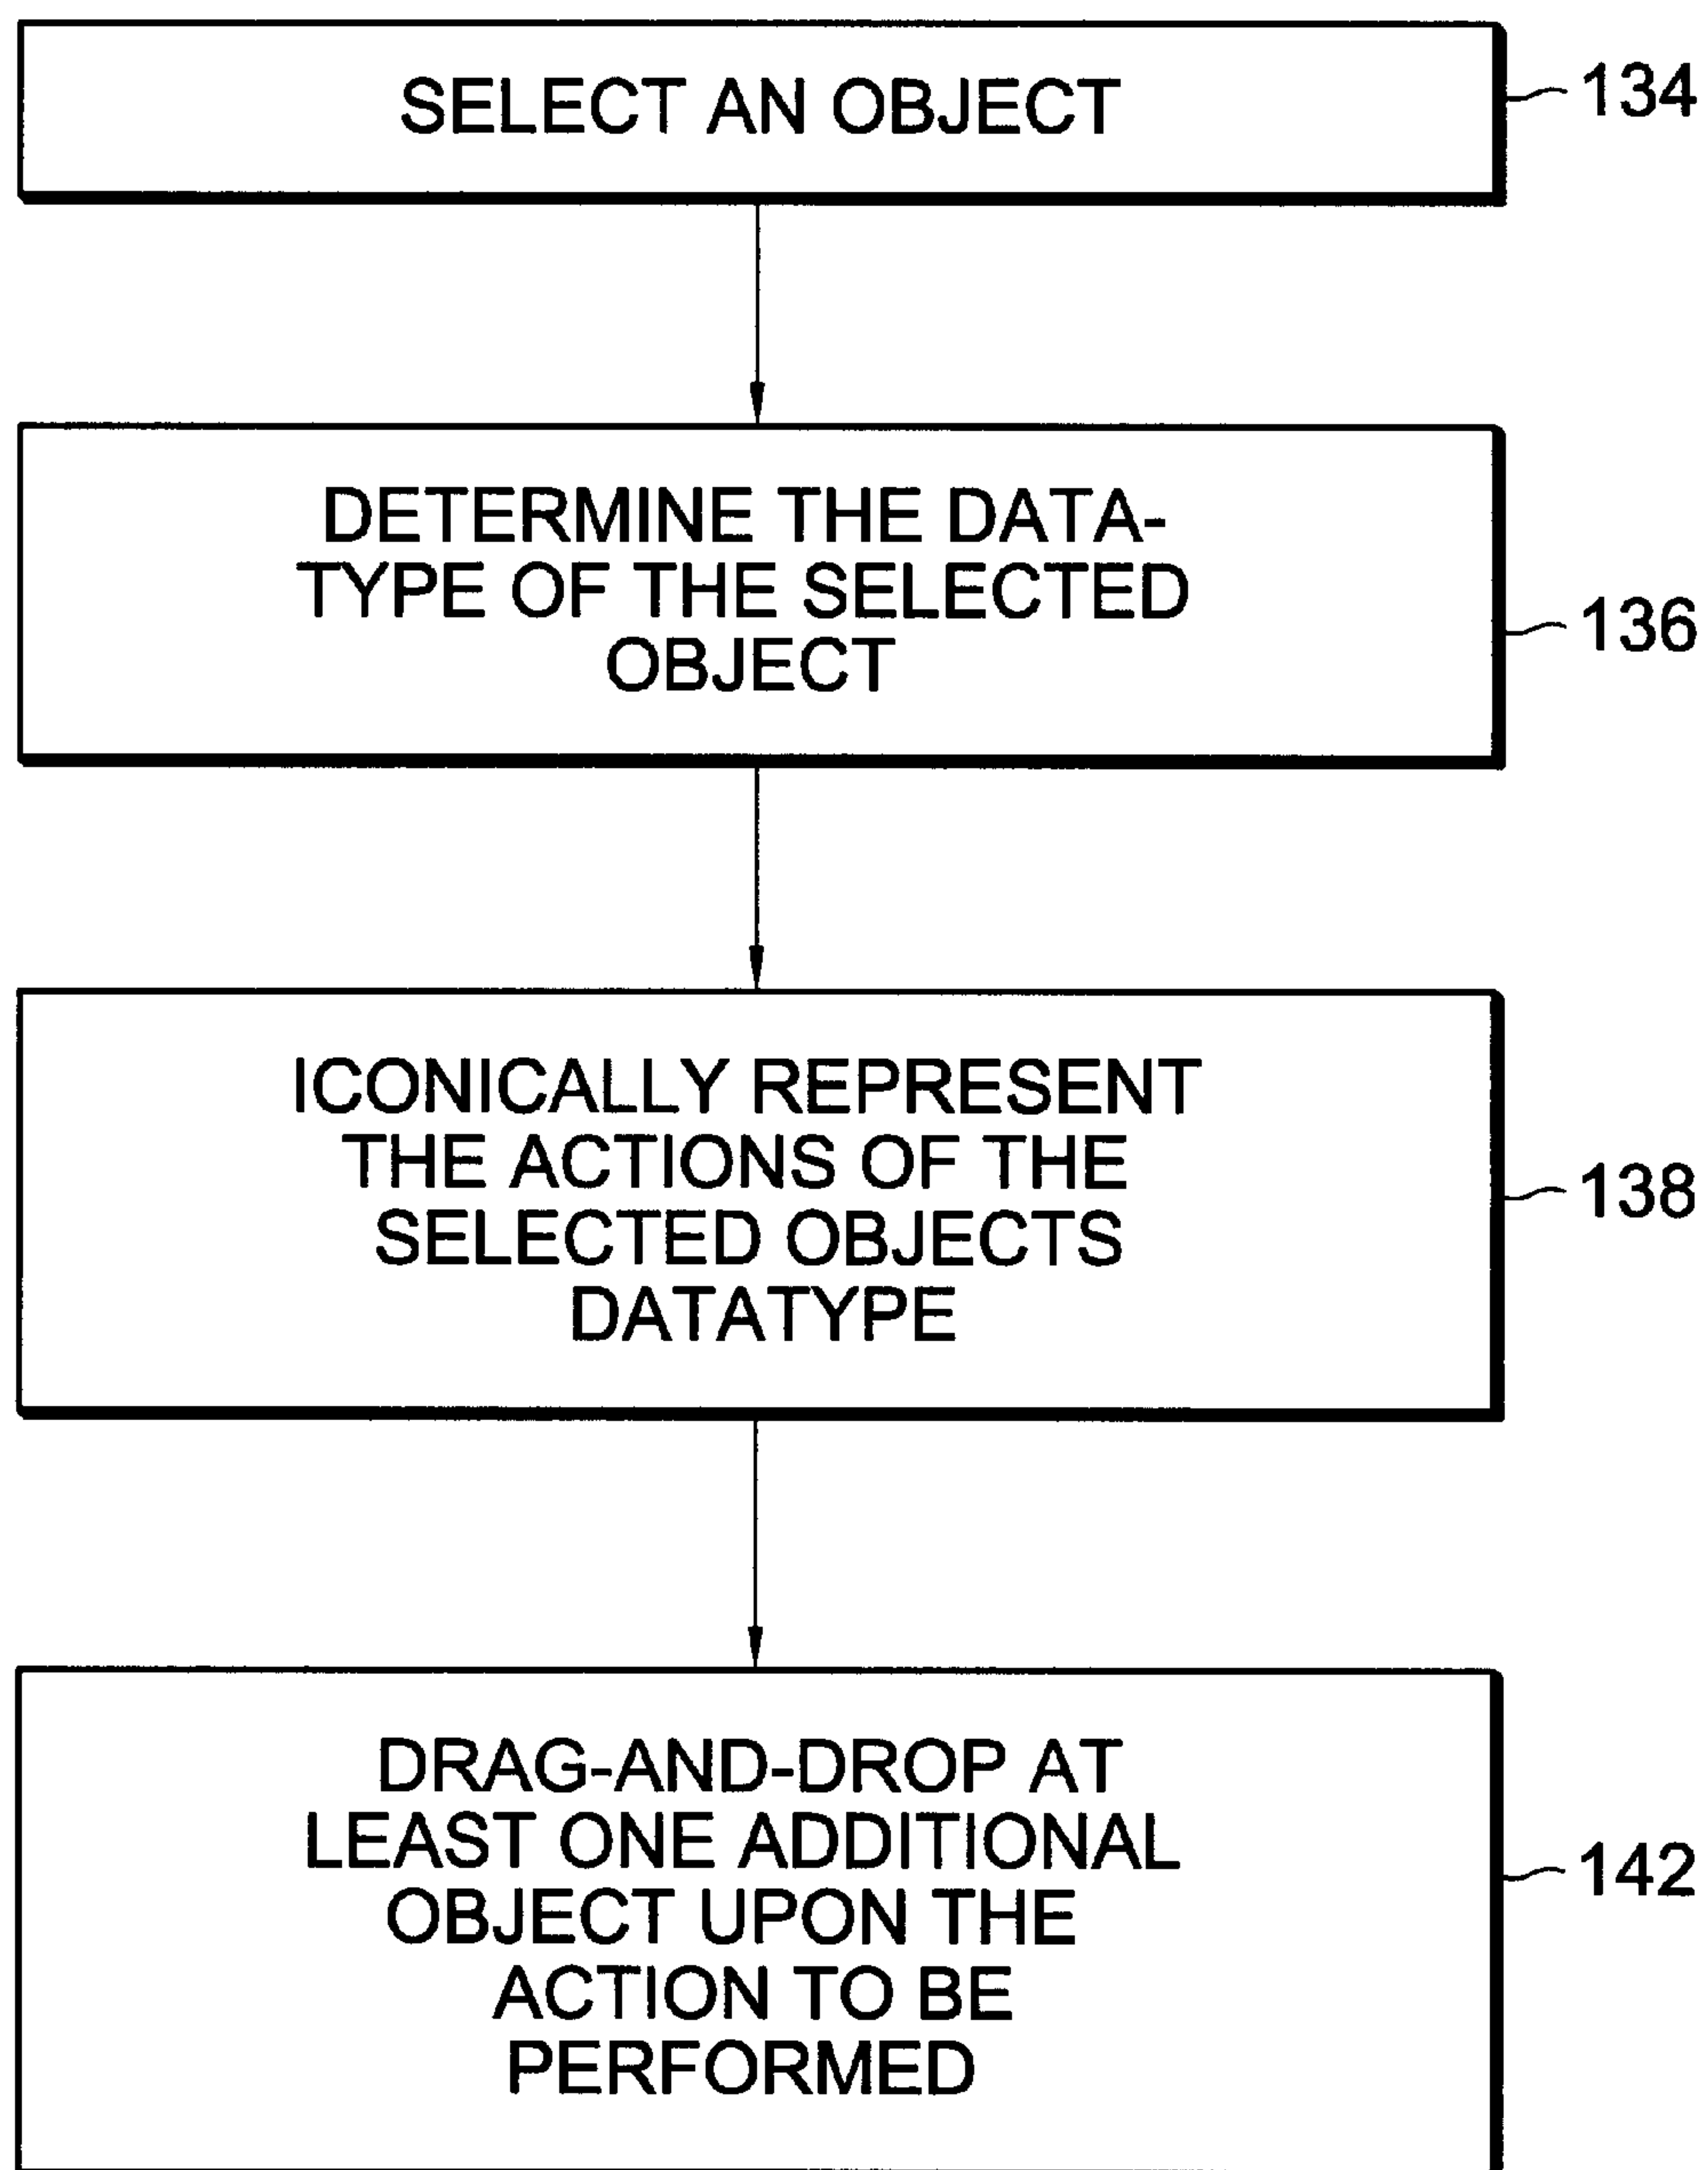 SELECT AN OBJECT
134
DETERMINE THE DATA-
TYPE OF THE SELECTED
OBJECT
136
ICONICALLY REPRESENT
THE ACTIONS OF THE
SELECTED OBJECTS
DATATYPE
138
DRAG-AND-DROP AT
LEAST ONE ADDITIONAL
OBJECT UPON THE
ACTION TO BE
PERFORMED
142